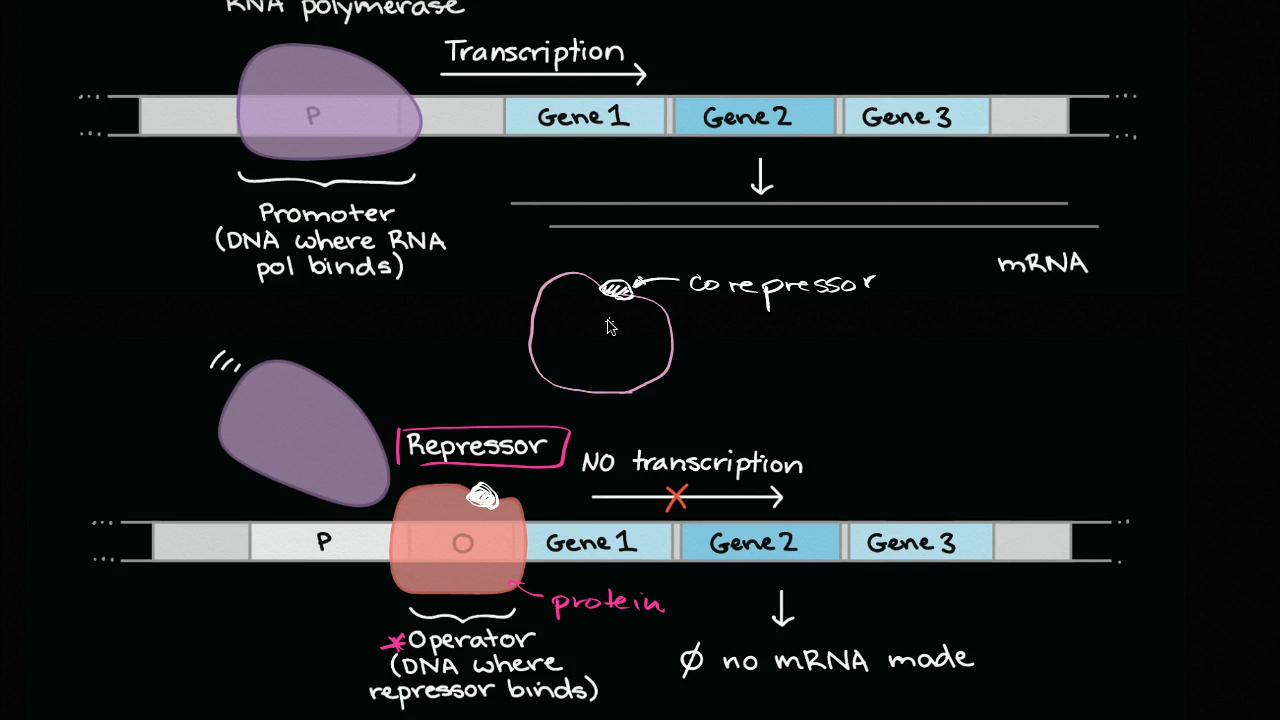 RNA polymerase
Transcription
P
Gene 1
Gene 2
Gene 3
Promoter
(DNA where RNA
pol binds)
mRNA
corepressor
Repressor
NO transcription
P
O
Gene 1
Gene 2
Gene 3
protein
*Operator
(DNA where
repressor binds)
Ø no mRNA made